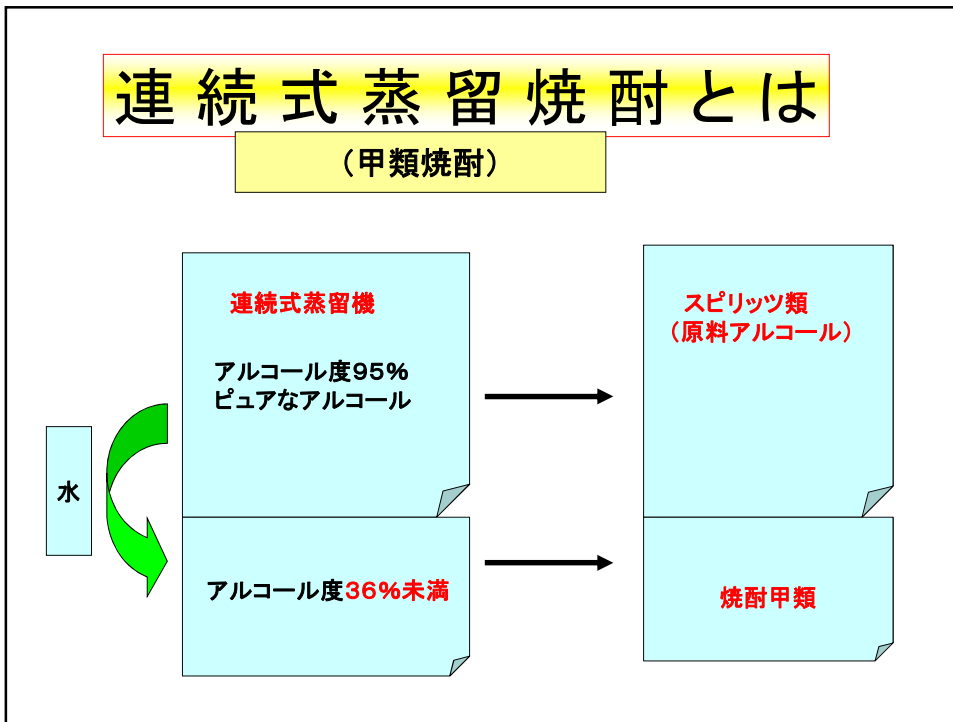 連続式蒸留焼酎とは
（甲類焼酎）
連続式蒸留機
アルコール度95%
ピュアなアルコール
スピリッツ類
（原料アルコール）
水
アルコール度36%未満
焼酎甲類